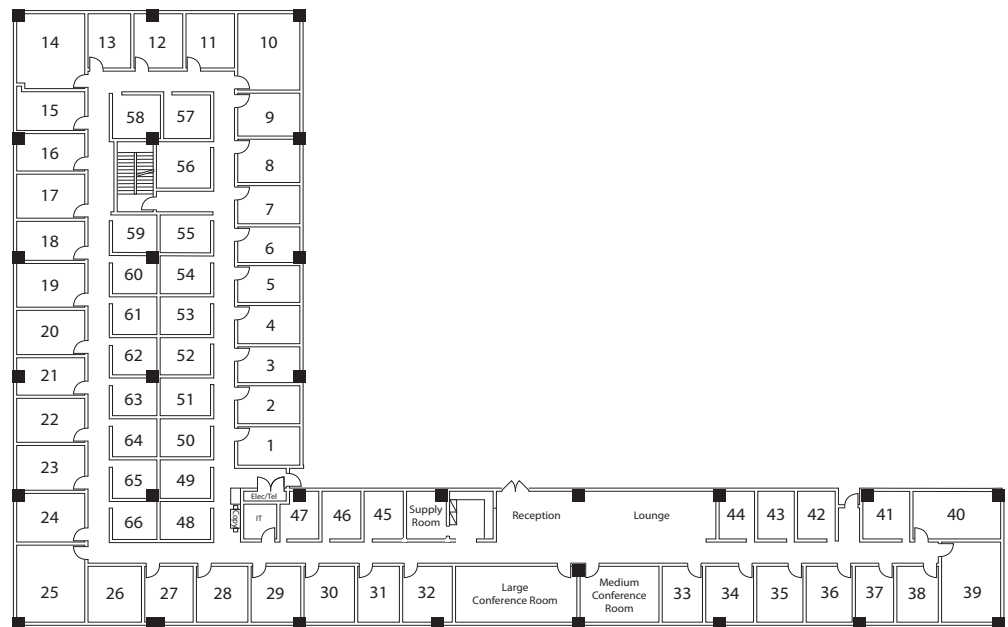 14 13 12 11 10
15
58 57 9
16
56 8
17
7
18 59 55 6
19 60 54 5
20 61 53 4
21 62 52 3
22 63 51 2
23 64 50 1
65 49
24 66 48
Elec/Tel
COPY
IT
47 46 45
Supply
Room
Reception
Lounge
44 43 42 41 40
25 26 27 28 29 30 31 32
Large
Conference Room
Medium
Conference
Room
33 34 35 36 37 38 39